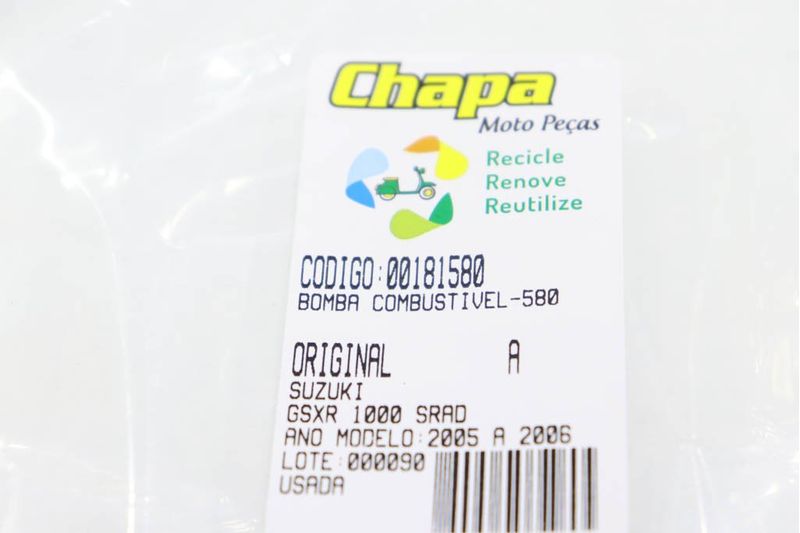 Chapa
Moto Peças
Recicle
Renove
Reutilize
CODIGO:00181580
BOMBA COMBUSTIVEL-580
ORIGINAL A
SUZUKI
GSXR 1000 SRAD
ANO MODELO:2005 A 2006
LOTE:000090
USADA